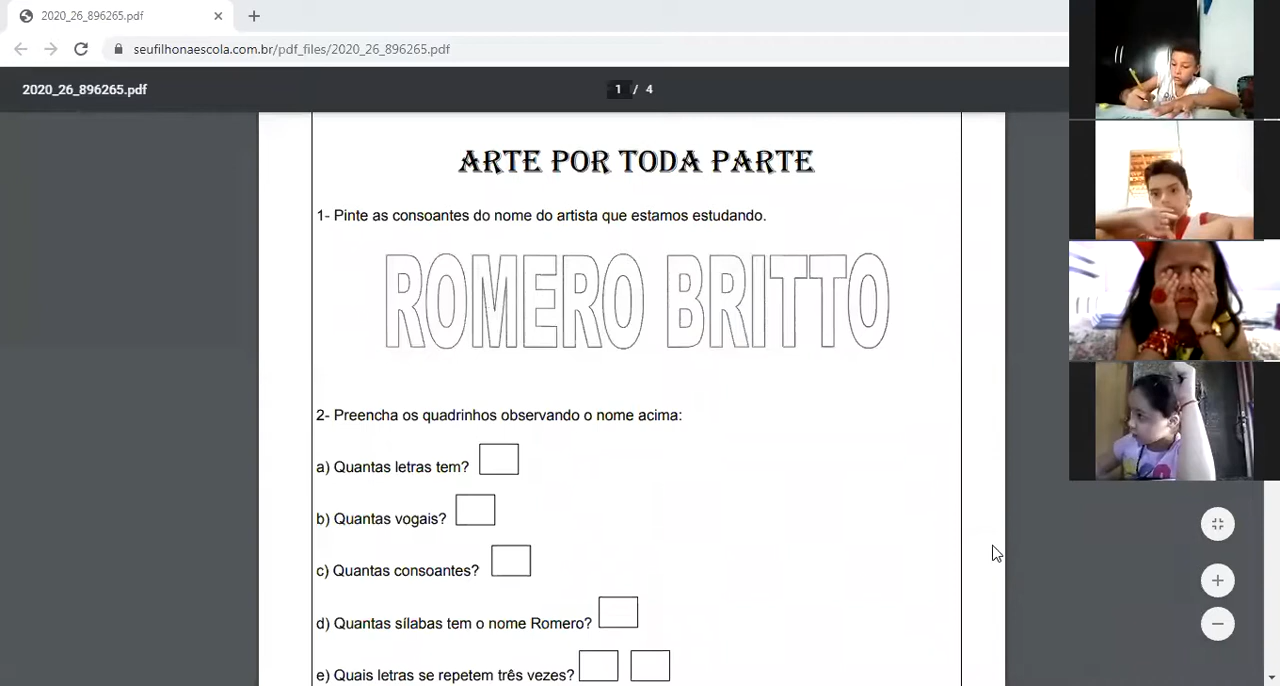 2020_26_896265.pdf
seufilhonaescola.com.br/pdf_files/2020_26_896265.pdf
2020_26_896265.pdf
1 / 4
ARTE POR TODA PARTE
1- Pinte as consoantes do nome do artista que estamos estudando.
ROMERO BRITTO
2- Preencha os quadrinhos observando o nome acima:
a) Quantas letras tem?
b) Quantas vogais?
c) Quantas consoantes?
d) Quantas sílabas tem o nome Romero?
e) Quais letras se repetem três vezes?